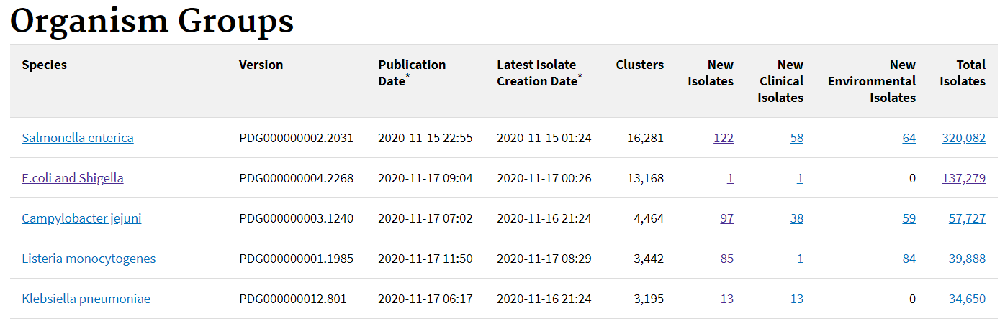 Organism Groups
Species Version Publication Date* Latest Isolate Creation Date* Clusters New Isolates New Clinical Isolates New Environmental Isolates Total Isolates
Salmonella enterica PDG000000002.2031 2020-11-15 22:55 2020-11-15 01:24 16,281 122 58 64 320,082
E.coli and Shigella PDG000000004.2268 2020-11-17 09:04 2020-11-17 00:26 13,168 1 1 0 137,279
Campylobacter jejuni PDG000000003.1240 2020-11-17 07:02 2020-11-16 21:24 4,464 97 38 59 57,727
Listeria monocytogenes PDG000000001.1985 2020-11-17 11:50 2020-11-17 08:29 3,442 85 1 84 39,888
Klebsiella pneumoniae PDG000000012.801 2020-11-17 06:17 2020-11-16 21:24 3,195 13 13 0 34,650